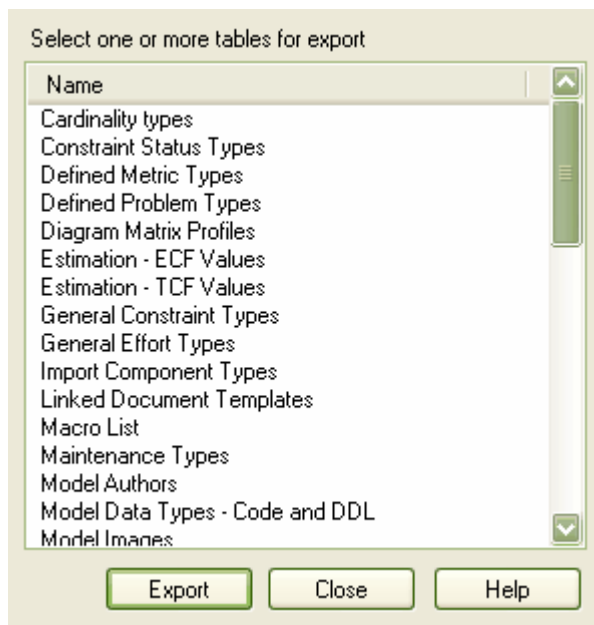 Select one or more tables for export
Name
Cardinality types
Constraint Status Types
Defined Metric Types
Defined Problem Types
Diagram Matrix Profiles
Estimation - ECF Values
Estimation - TCF Values
General Constraint Types
General Effort Types
Import Component Types
Linked Document Templates
Macro List
Maintenance Types
Model Authors
Model Data Types - Code and DDL
Model Images
Export Close Help